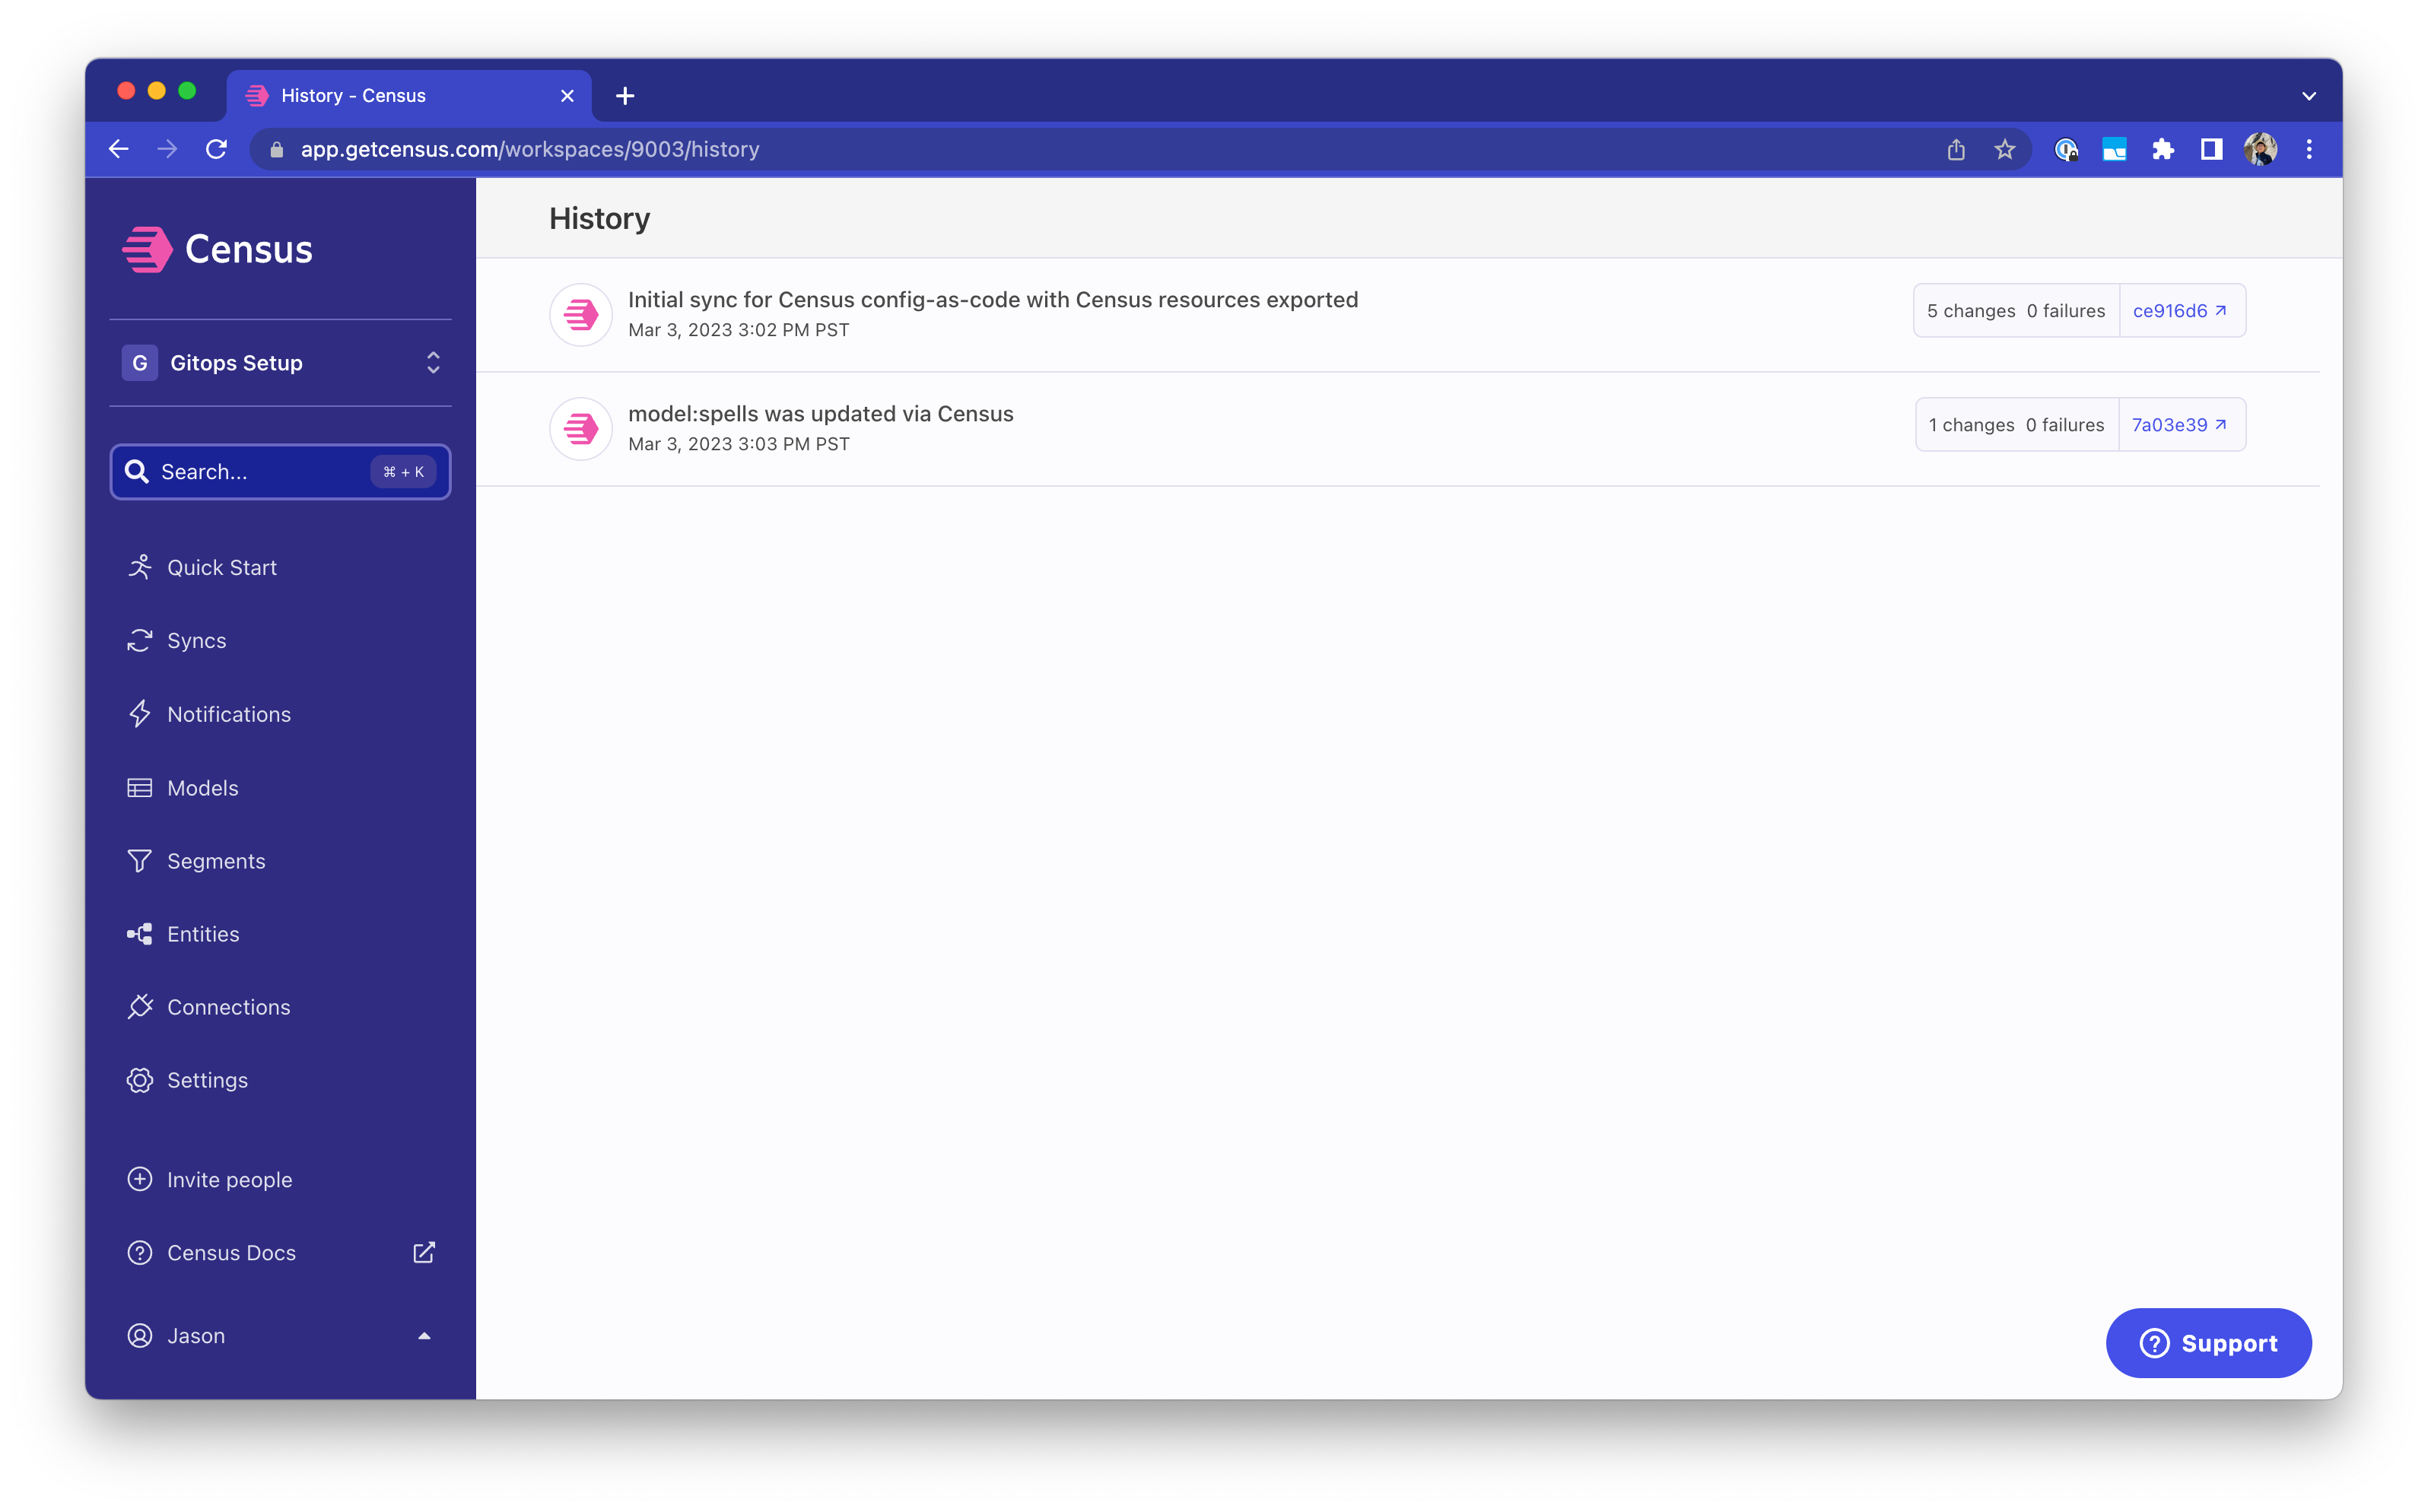 History - Census
app.getcensus.com/workspaces/9003/history
Census
G Gitops Setup
Search... ⌘ + K
Quick Start
Syncs
Notifications
Models
Segments
Entities
Connections
Settings
Invite people
Census Docs
Jason
History
Initial sync for Census config-as-code with Census resources exported
Mar 3, 2023 3:02 PM PST
5 changes 0 failures ce916d6
model:spells was updated via Census
Mar 3, 2023 3:03 PM PST
1 changes 0 failures 7a03e39
Support